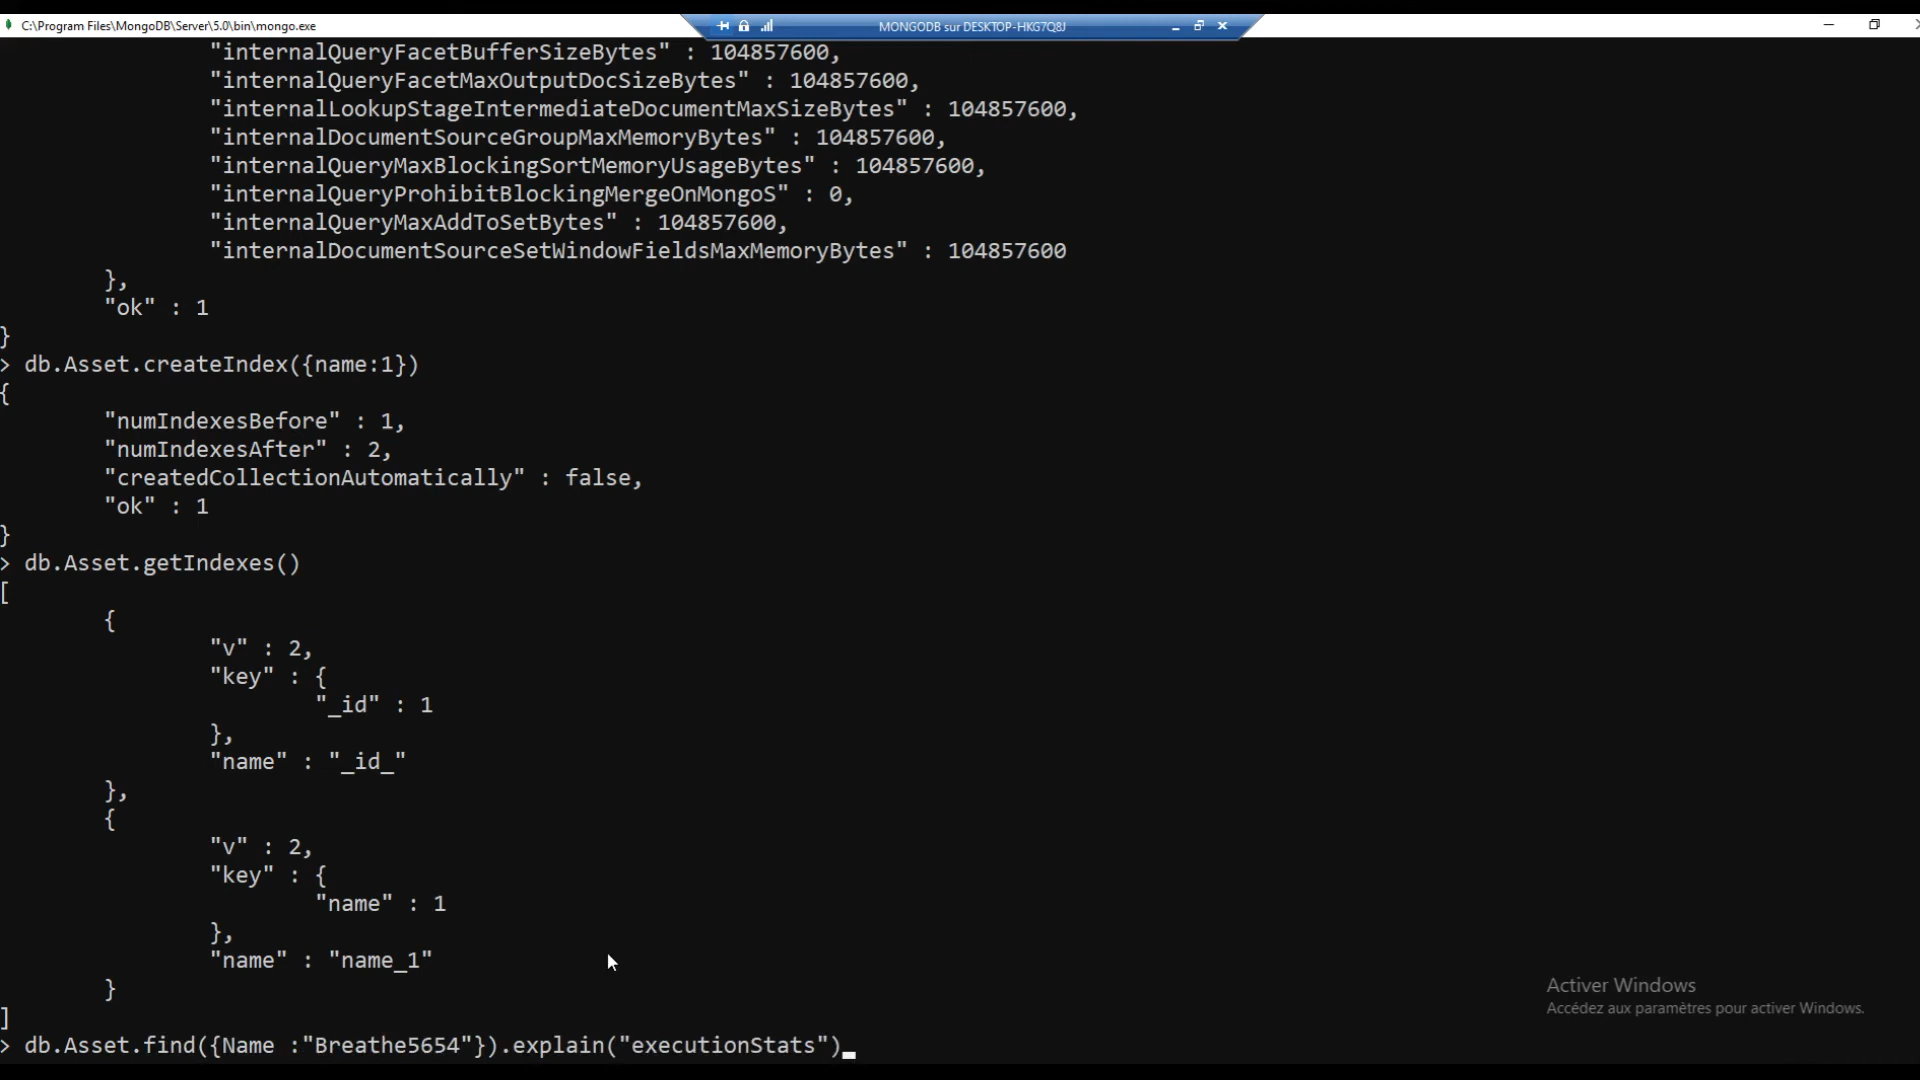 C:\Program Files\MongoDB\Server\5.0\bin\mongo.exe
MONGODB sur DESKTOP-HKG7Q8J
"internalQueryFacetBufferSizeBytes" : 104857600,
"internalQueryFacetMaxOutputDocSizeBytes" : 104857600,
"internalLookupStageIntermediateDocumentMaxSizeBytes" : 104857600,
"internalDocumentSourceGroupMaxMemoryBytes" : 104857600,
"internalQueryMaxBlockingSortMemoryUsageBytes" : 104857600,
"internalQueryProhibitBlockingMergeOnMongoS" : 0,
"internalQueryMaxAddToSetBytes" : 104857600,
"internalDocumentSourceSetWindowFieldsMaxMemoryBytes" : 104857600
},
"ok" : 1
}
> db.Asset.createIndex({name:1})
{
"numIndexesBefore" : 1,
"numIndexesAfter" : 2,
"createdCollectionAutomatically" : false,
"ok" : 1
}
> db.Asset.getIndexes()
[
{
"v" : 2,
"key" : {
"_id" : 1
},
"name" : "_id_"
},
{
"v" : 2,
"key" : {
"name" : 1
},
"name" : "name_1"
}
]
> db.Asset.find({Name :"Breathe5654"}).explain("executionStats")
Activer Windows
Accédez aux paramètres pour activer Windows.